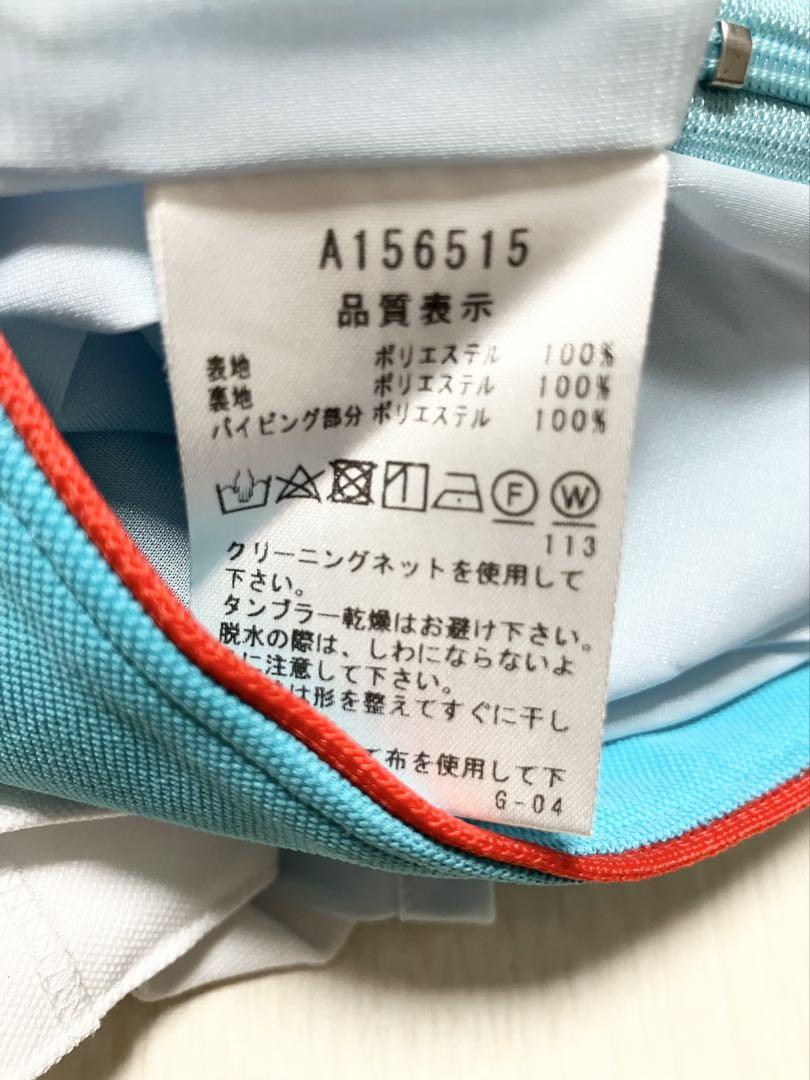 A156515
品質表示
表地 ポリエステル 100%
裏地 ポリエステル 100%
パイピング部分 ポリエステル 100%
F W
113
クリーニングネットを使用して
下さい。
タンブラー乾燥はお避け下さい。
脱水の際は、しわにならないよ
に注意して下さい。
は形を整えてすぐに干し
布を使用して下
G-04